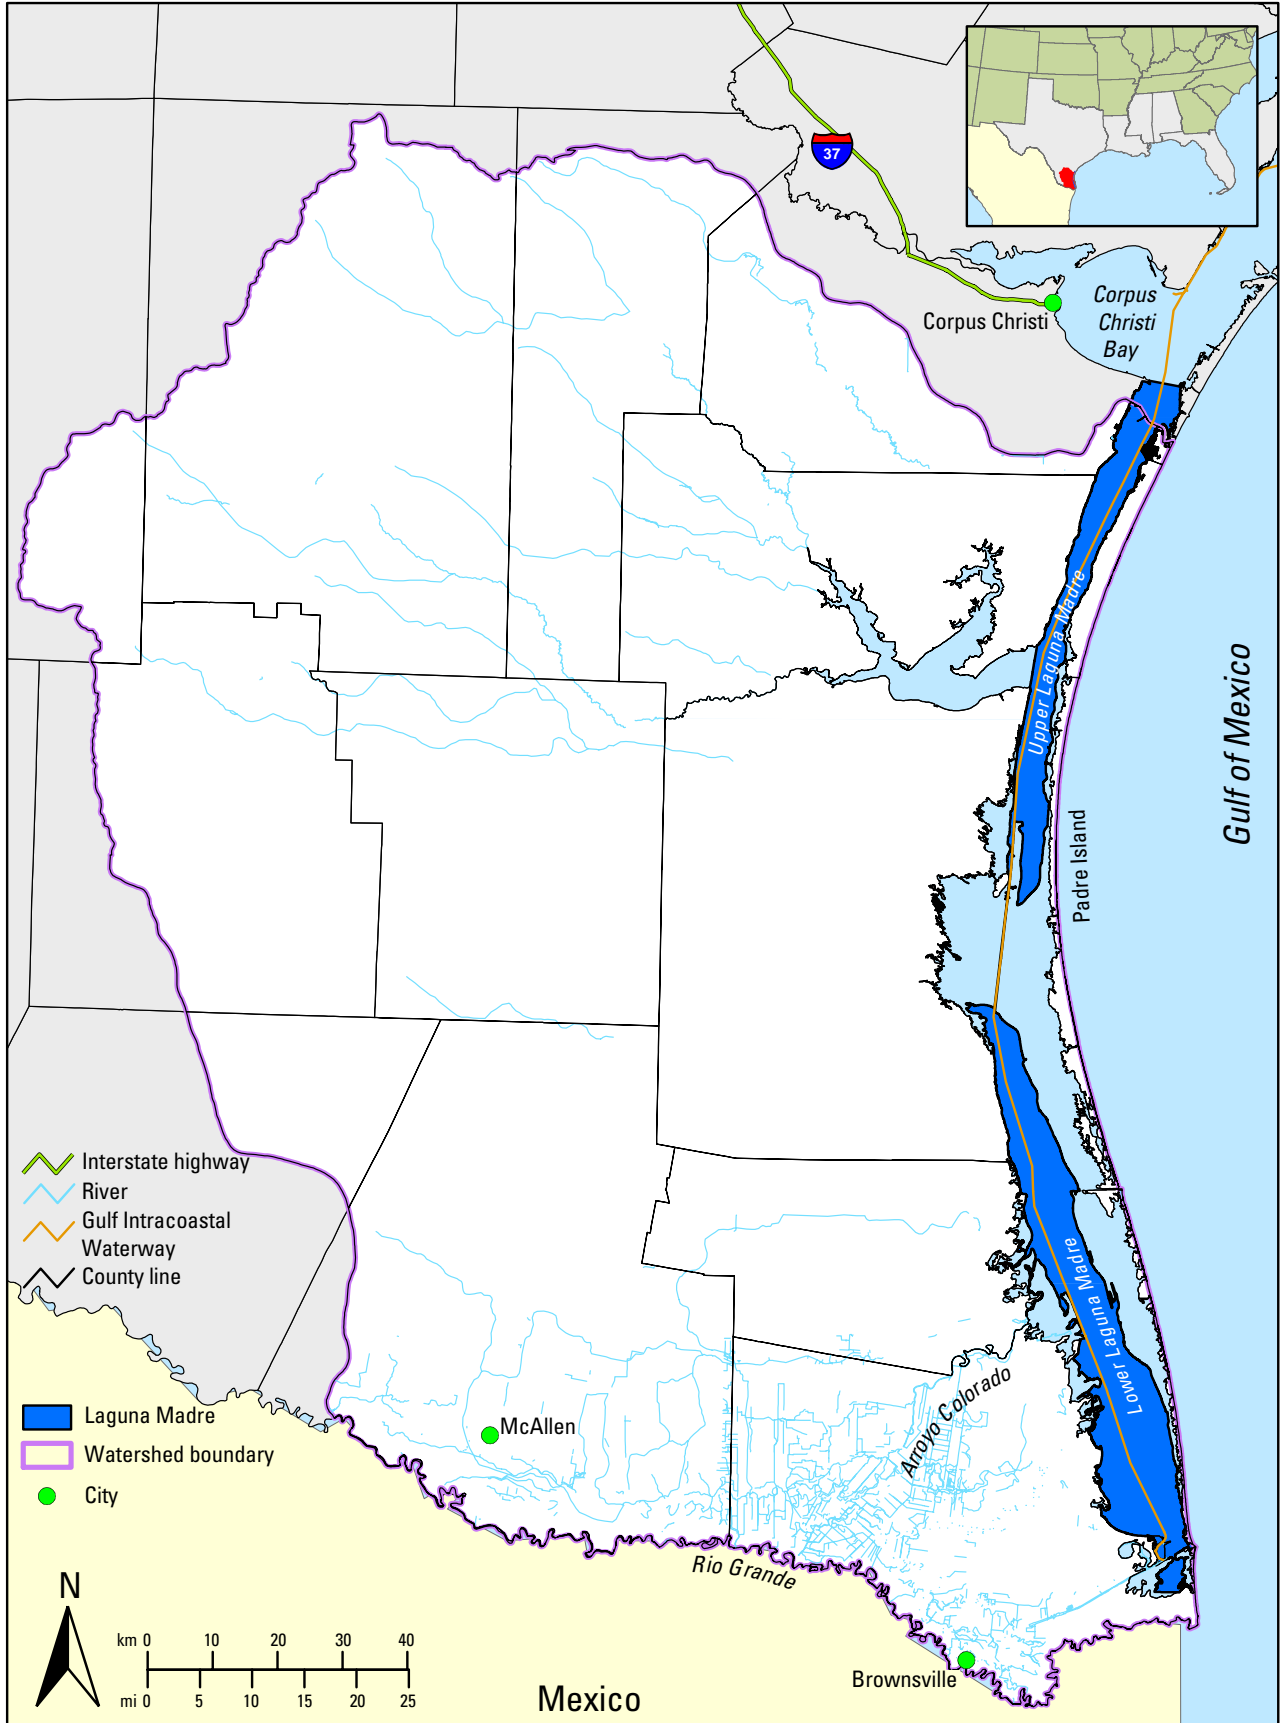 37
Corpus Christi
Corpus
Christi
Bay
Upper Laguna Madre
Gulf of Mexico
Padre Island
Interstate highway
River
Gulf Intracoastal
Waterway
County line
Lower Laguna Madre
Arroyo Colorado
Laguna Madre
McAllen
Watershed boundary
City
Rio Grande
N
km 0 10 20 30 40
mi 0 5 10 15 20 25
Brownsville
Mexico